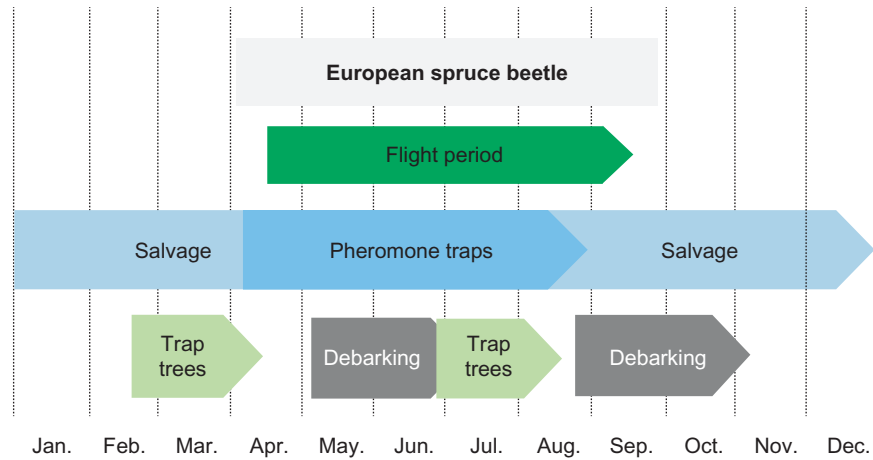 European spruce beetle
Flight period
Salvage
Pheromone traps
Salvage
Trap
trees
Debarking
Trap
trees
Debarking
Jan. Feb. Mar. Apr. May. Jun. Jul. Aug. Sep. Oct. Nov. Dec.